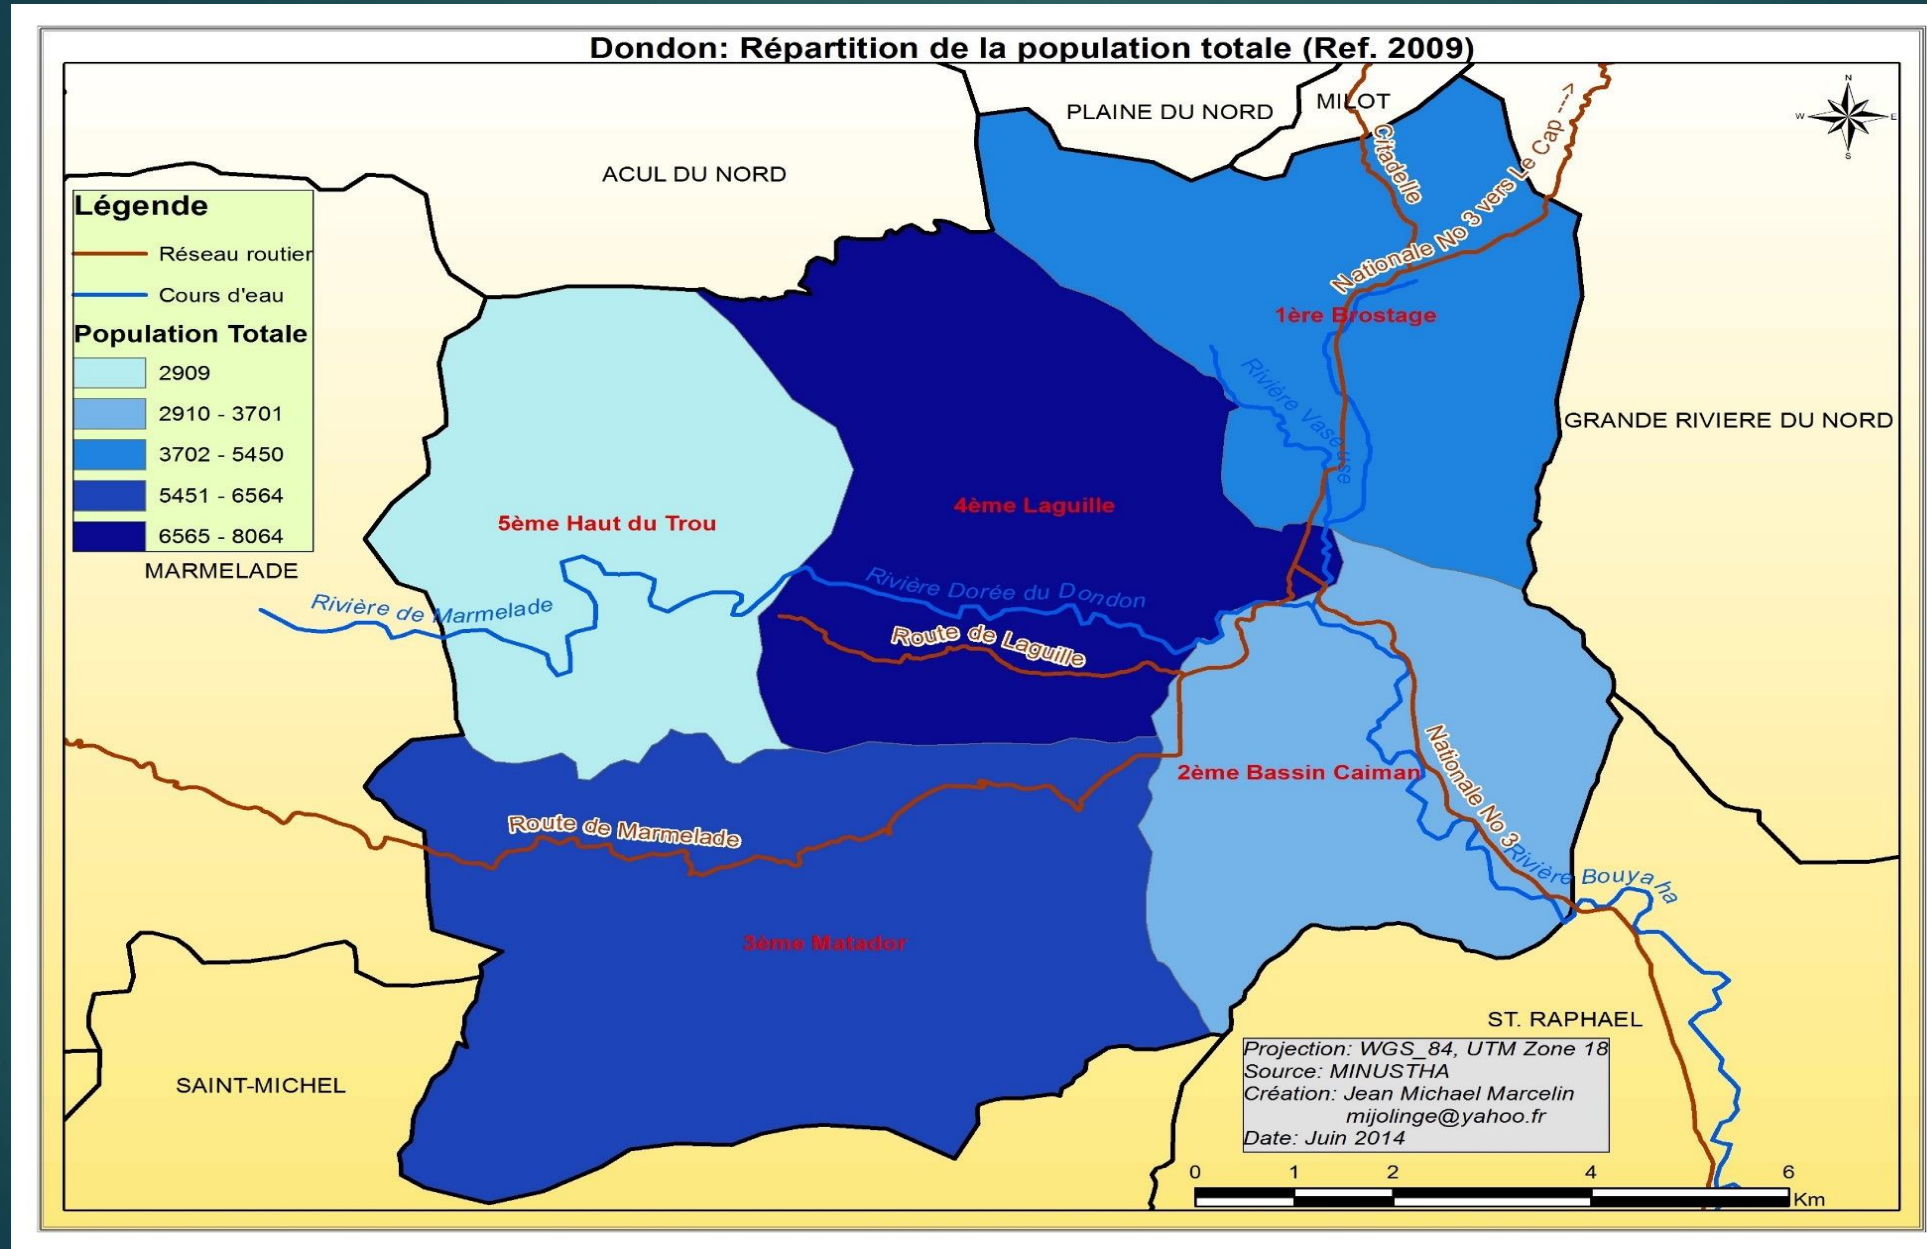 Dondon: Répartition de la population totale (Ref. 2009)
N
W
E
S
PLAINE DU NORD
MILOT
ACUL DU NORD
Citadelle
Nationale No 3 vers Le Cap --->
Légende
Réseau routier
Cours d'eau
Population Totale
2909
2910 - 3701
3702 - 5450
5451 - 6564
6565 - 8064
1ère Brostage
Rivière Vaseuse
GRANDE RIVIERE DU NORD
4ème Laguille
5ème Haut du Trou
MARMELADE
Rivière de Marmelade
Rivière Dorée du Dondon
Route de Laguille
2ème Bassin Caiman
Nationale No 3
Route de Marmelade
Rivière Bouyaha
3ème Matador
ST. RAPHAEL
SAINT-MICHEL
Projection: WGS_84, UTM Zone 18
Source: MINUSTHA
Création: Jean Michael Marcelin
mijolinge@yahoo.fr
Date: Juin 2014
0 1 2 4 6
Km